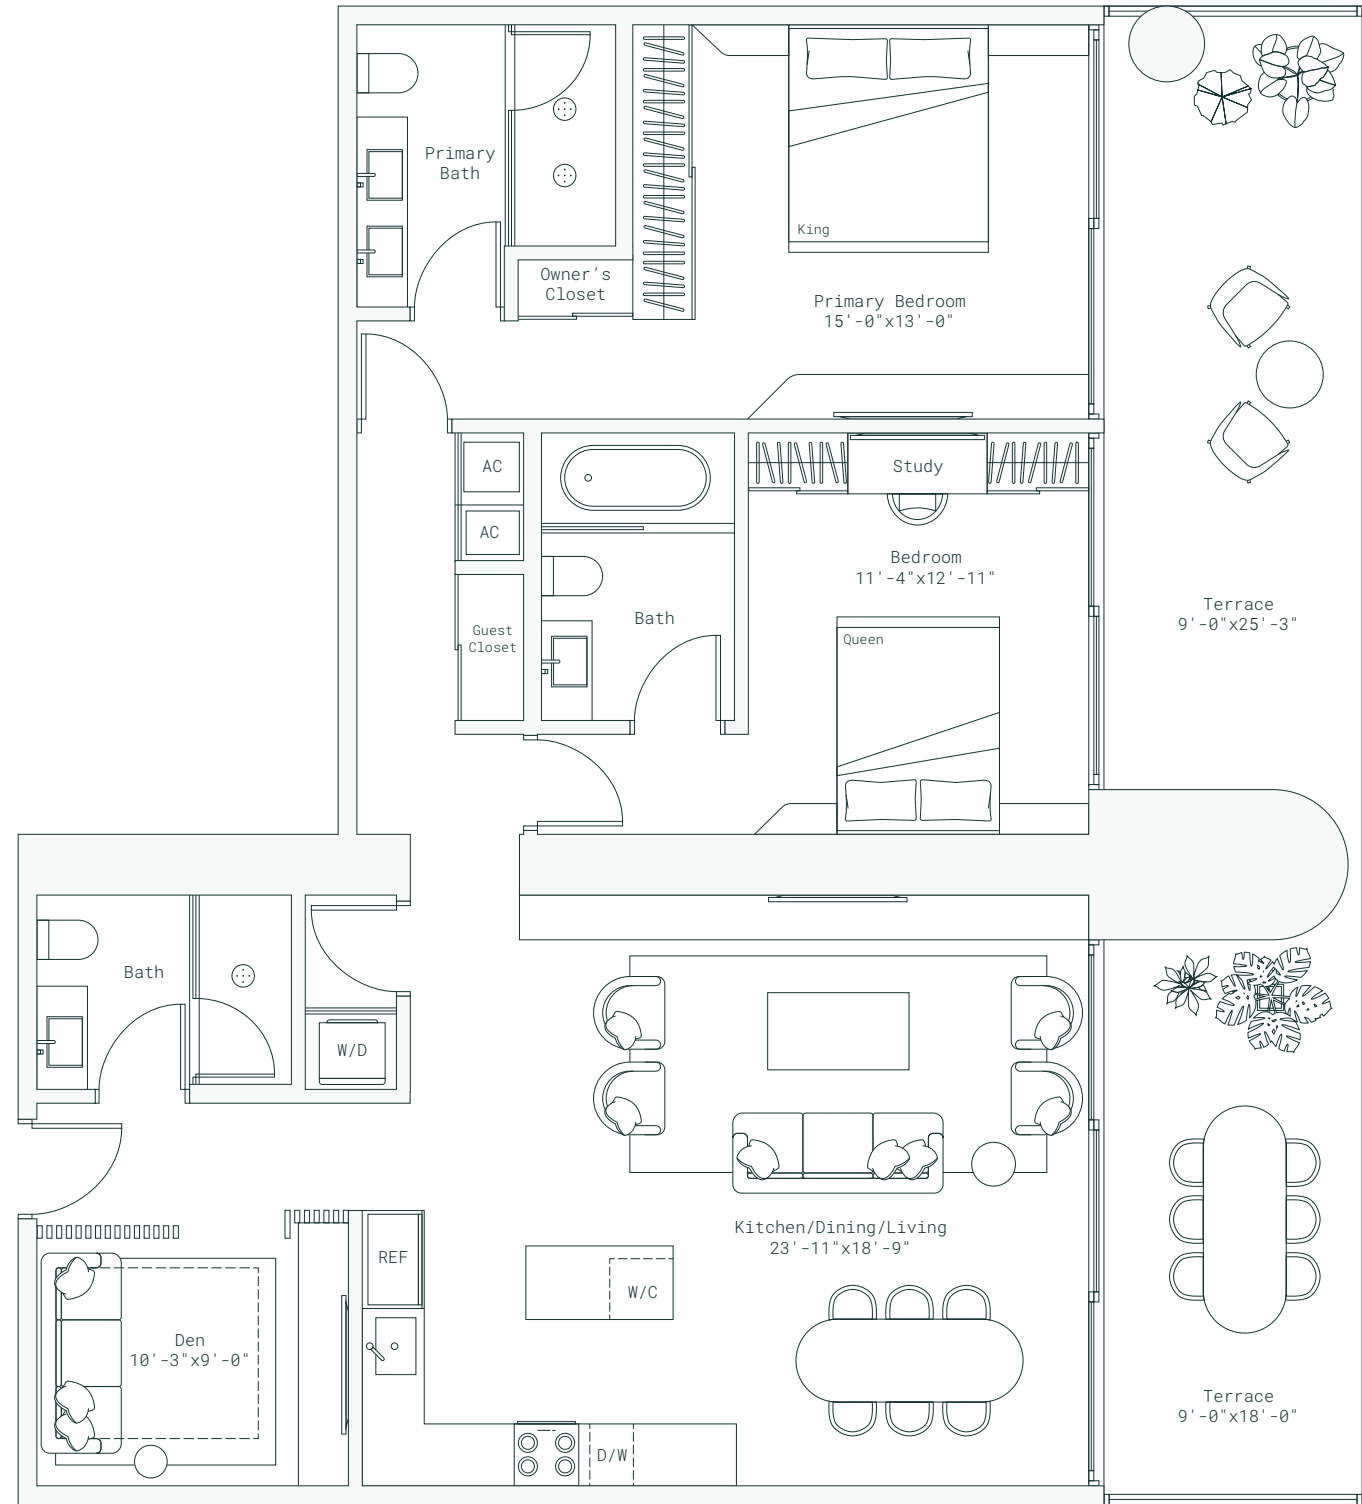 Primary
Bath
King
Owner's
Closet
Primary Bedroom
15'-0"x13'-0"
AC
AC
Study
Bedroom
11'-4"x12'-11"
Guest
Closet
Bath
Queen
Terrace
9'-0"x25'-3"
Bath
W/D
Kitchen/Dining/Living
23'-11"x18'-9"
REF
W/C
Den
10'-3"x9'-0"
D/W
Terrace
9'-0"x18'-0"